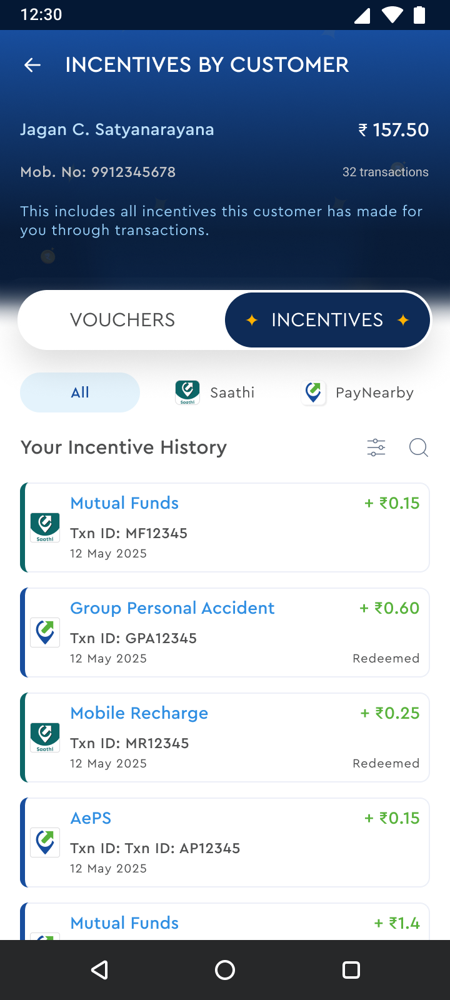 12:30
INCENTIVES BY CUSTOMER
Jagan C. Satyanarayana
₹ 157.50
Mob. No: 9912345678
32 transactions
This includes all incentives this customer has made for
you through transactions.
VOUCHERS
INCENTIVES
All
Saathi
Saathi
PayNearby
Your Incentive History
Mutual Funds
+ ₹0.15
Saathi
Txn ID: MF12345
12 May 2025
Group Personal Accident
+ ₹0.60
Txn ID: GPA12345
12 May 2025
Redeemed
Mobile Recharge
+ ₹0.25
Saathi
Txn ID: MR12345
12 May 2025
Redeemed
AePS
+ ₹0.15
Txn ID: Txn ID: AP12345
12 May 2025
Mutual Funds
+ ₹1.4